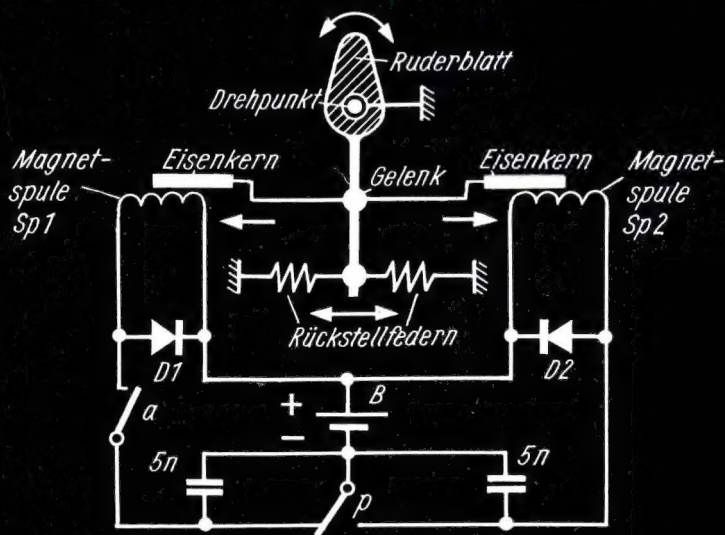 Ruderblatt
Drehpunkt
Magnet-
spule
Sp1
Eisenkern
Gelenk
Eisenkern
Magnet-
spule
Sp2
Rückstellfedern
D1
D2
a
+
B
−
5n
p
5n